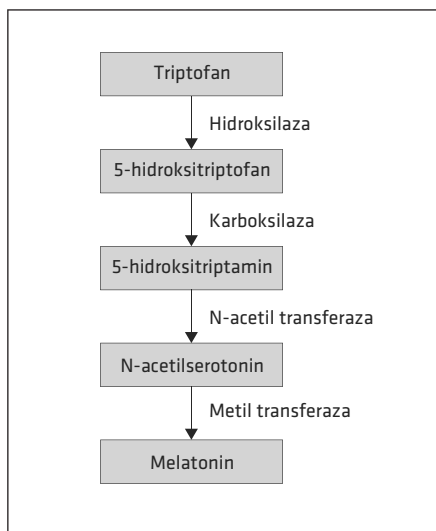 Triptofan
Hidroksilaza
5-hidroksitriptofan
Karboksilaza
5-hidroksitriptamin
N-acetil transferaza
N-acetilserotonin
Metil transferaza
Melatonin